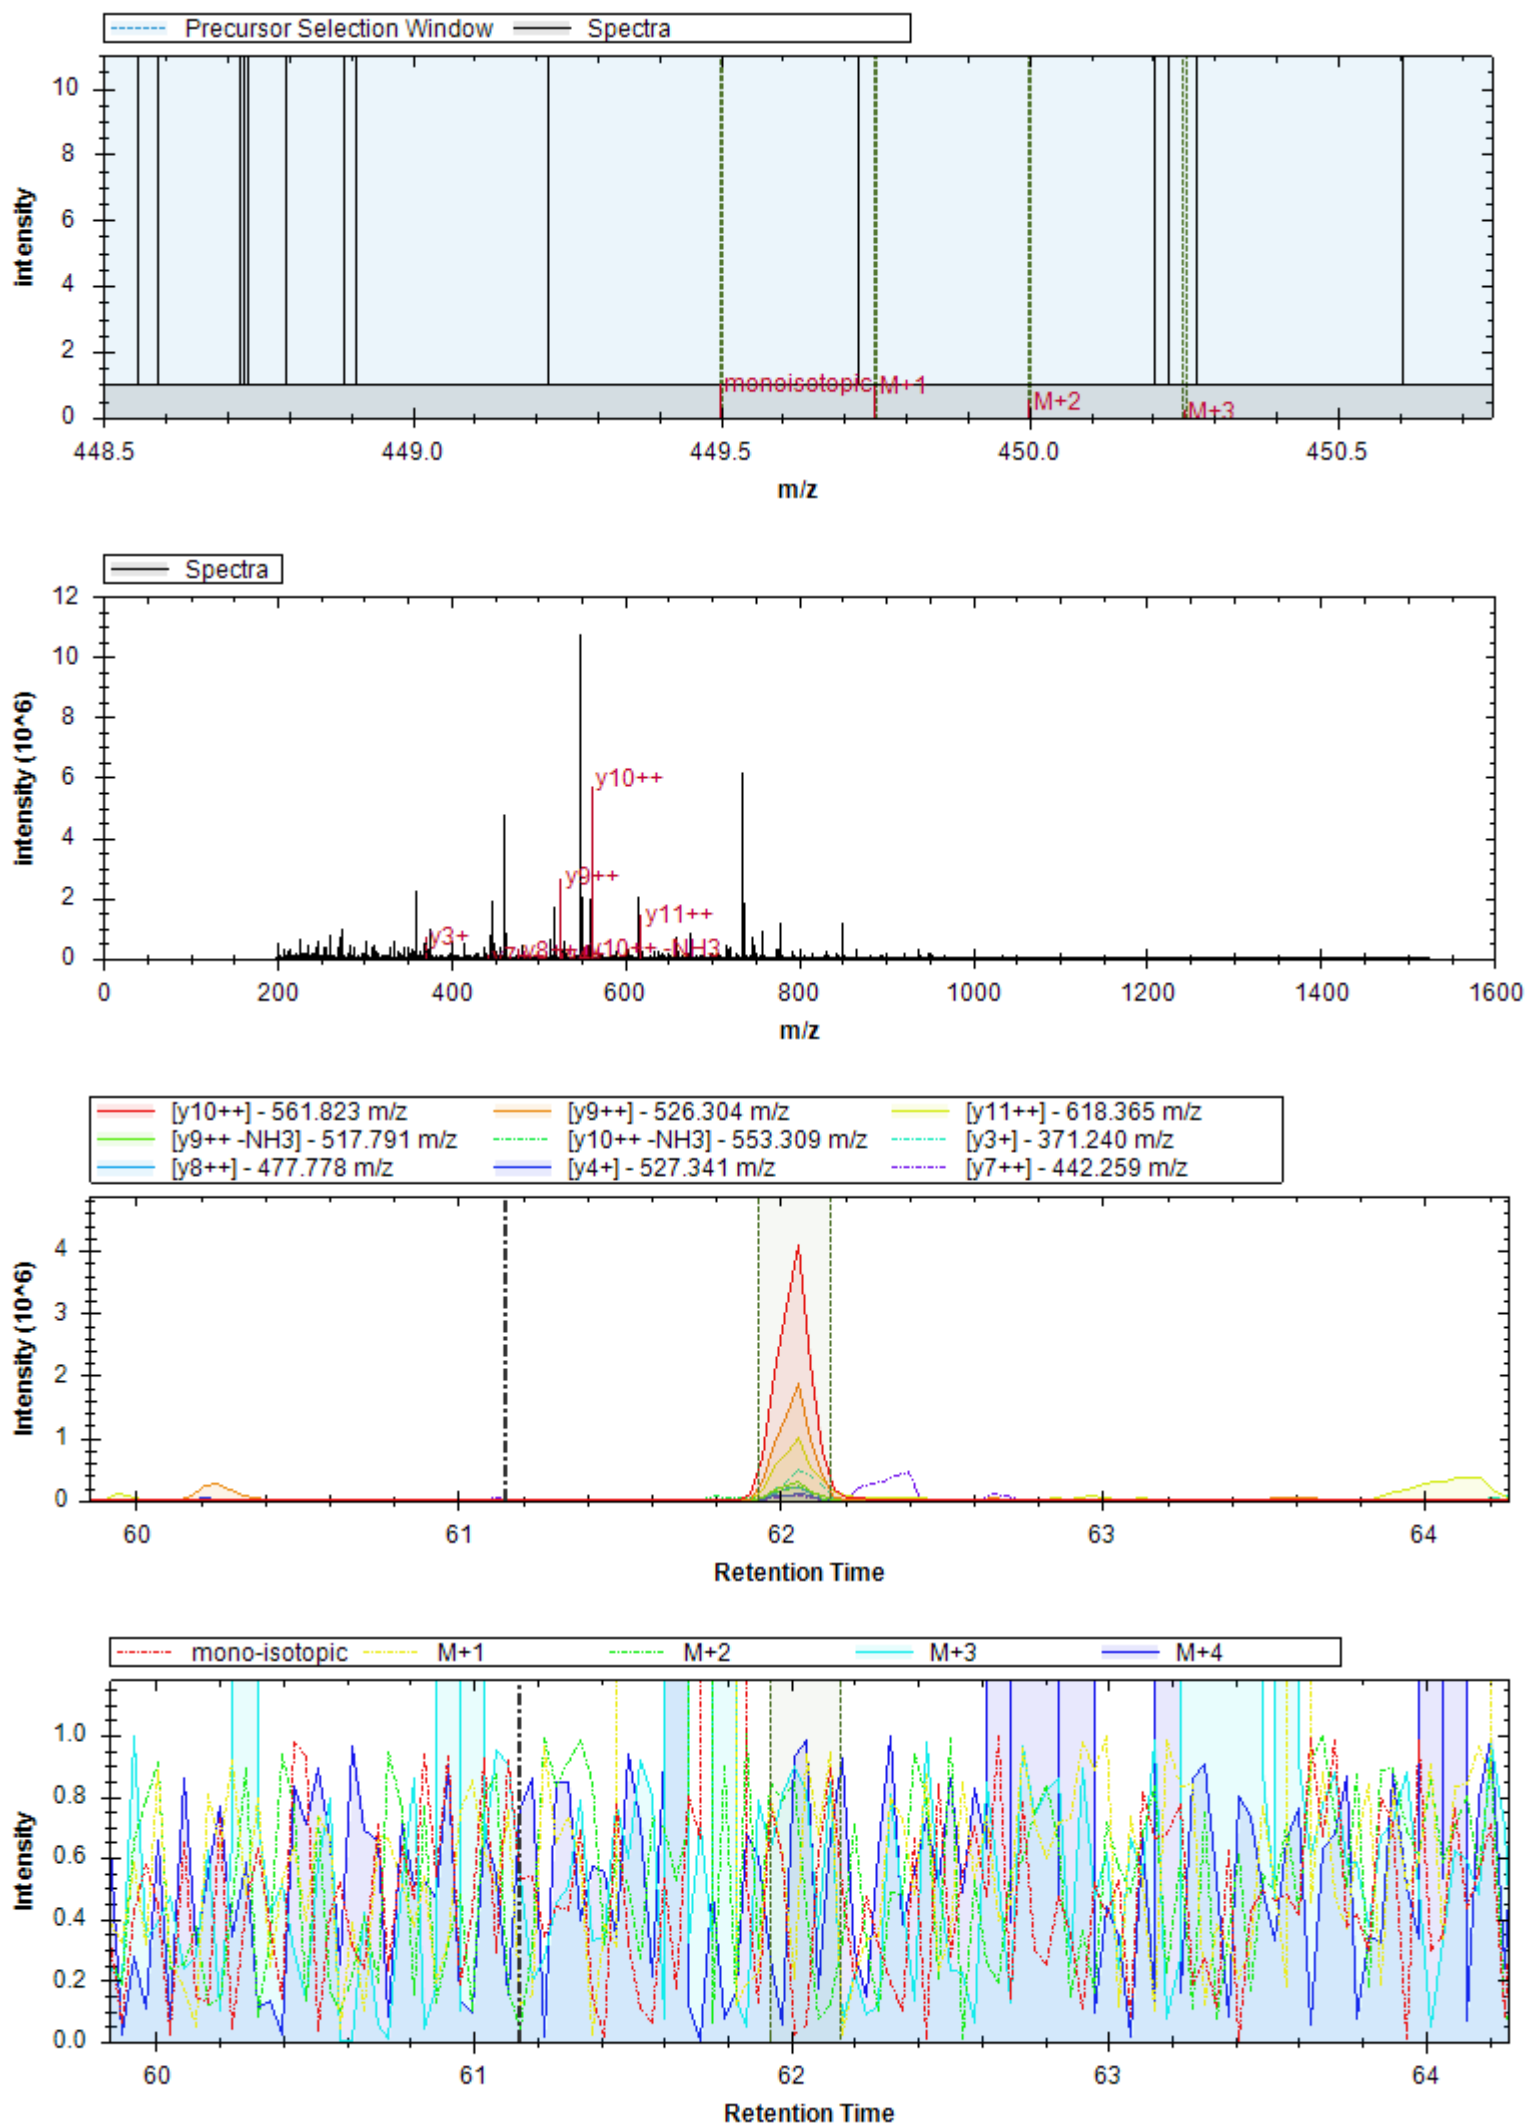 Precursor Selection Window Spectra
10
8
6
4
2
0
intensity
monoisotopic M+1 M+2 M+3
448.5 449.0 449.5 450.0 450.5
m/z
Spectra
12
10
8
6
4
2
0
intensity (10^6)
y10++
y9++
y11++
y3+ y8++ y10++ -NH3
0 200 400 600 800 1000 1200 1400 1600
m/z
[y10++] - 561.823 m/z [y9++] - 526.304 m/z [y11++] - 618.365 m/z
[y9++ -NH3] - 517.791 m/z [y10++ -NH3] - 553.309 m/z [y3+] - 371.240 m/z
[y8++] - 477.778 m/z [y4+] - 527.341 m/z [y7++] - 442.259 m/z
4
3
2
1
0
Intensity (10^6)
60 61 62 63 64
Retention Time
mono-isotopic M+1 M+2 M+3 M+4
1.0
0.8
0.6
0.4
0.2
0.0
Intensity
60 61 62 63 64
Retention Time